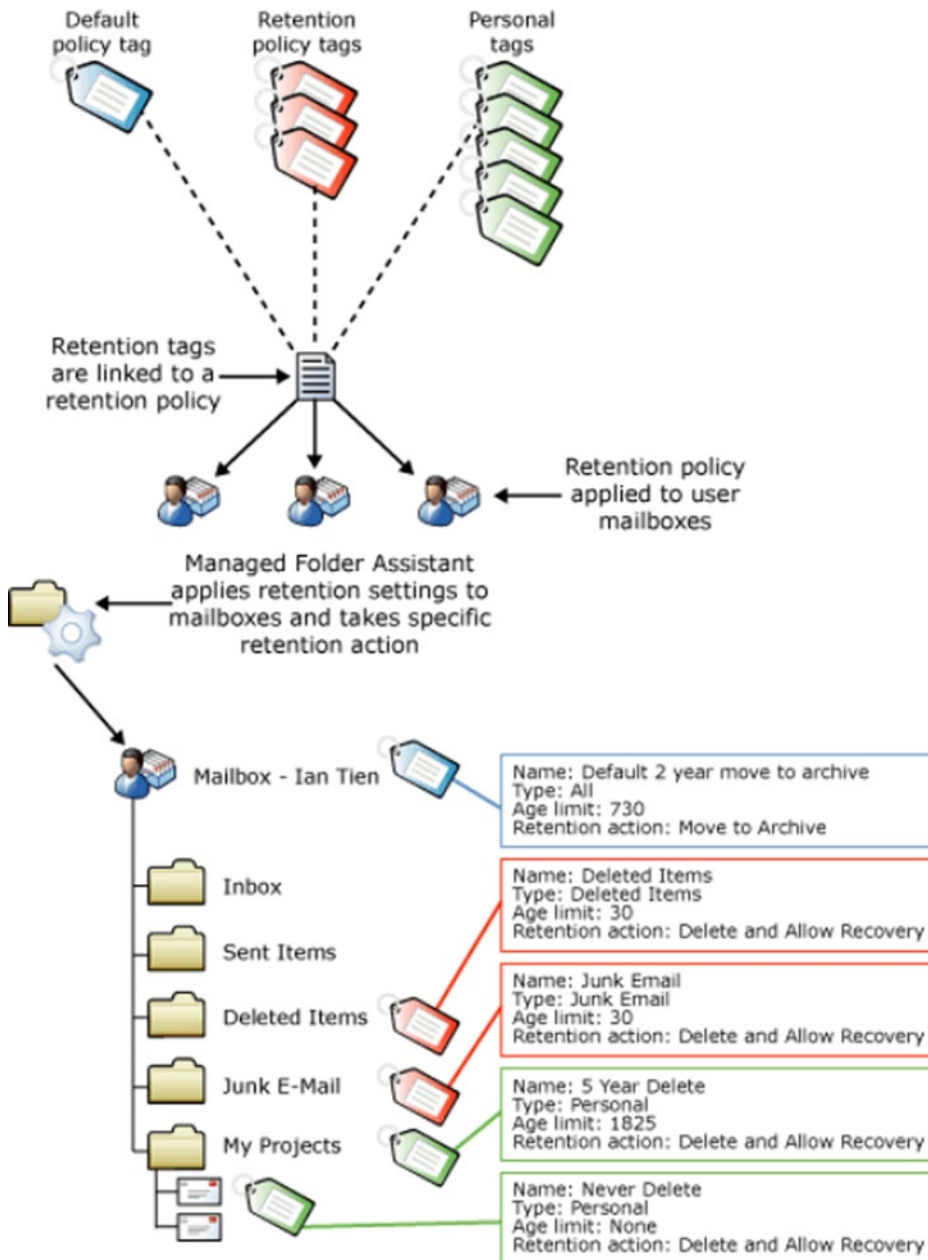 Default
policy tag
Retention
policy tags
Personal
tags
Retention tags
are linked to a
retention policy
Retention policy
applied to user
mailboxes
Managed Folder Assistant
applies retention settings to
mailboxes and takes specific
retention action
Mailbox - Ian Tien
Name: Default 2 year move to archive
Type: All
Age limit: 730
Retention action: Move to Archive
Inbox
Sent Items
Deleted Items
Junk E-Mail
My Projects
Name: Deleted Items
Type: Deleted Items
Age limit: 30
Retention action: Delete and Allow Recovery
Name: Junk Email
Type: Junk Email
Age limit: 30
Retention action: Delete and Allow Recovery
Name: 5 Year Delete
Type: Personal
Age limit: 1825
Retention action: Delete and Allow Recovery
Name: Never Delete
Type: Personal
Age limit: None
Retention action: Delete and Allow Recovery